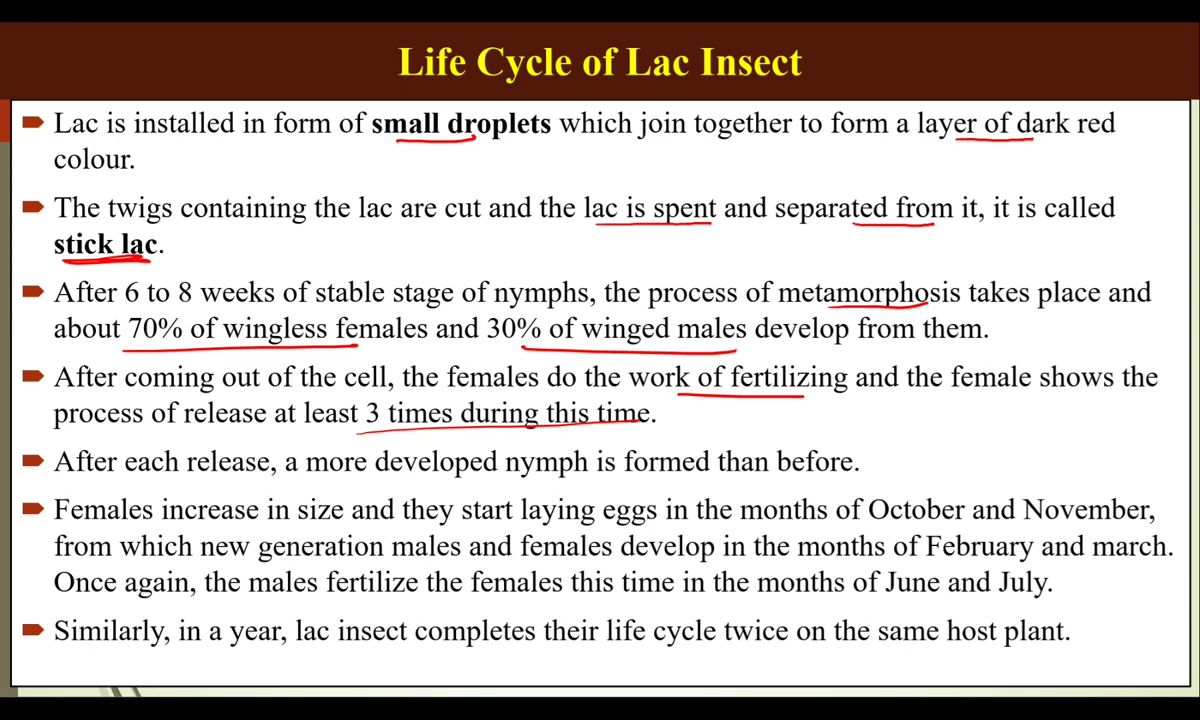 Life Cycle of Lac Insect
Lac is installed in form of small droplets which join together to form a layer of dark red
colour.
The twigs containing the lac are cut and the lac is spent and separated from it, it is called
stick lac.
After 6 to 8 weeks of stable stage of nymphs, the process of metamorphosis takes place and
about 70% of wingless females and 30% of winged males develop from them.
After coming out of the cell, the females do the work of fertilizing and the female shows the
process of release at least 3 times during this time.
After each release, a more developed nymph is formed than before.
Females increase in size and they start laying eggs in the months of October and November,
from which new generation males and females develop in the months of February and march.
Once again, the males fertilize the females this time in the months of June and July.
Similarly, in a year, lac insect completes their life cycle twice on the same host plant.